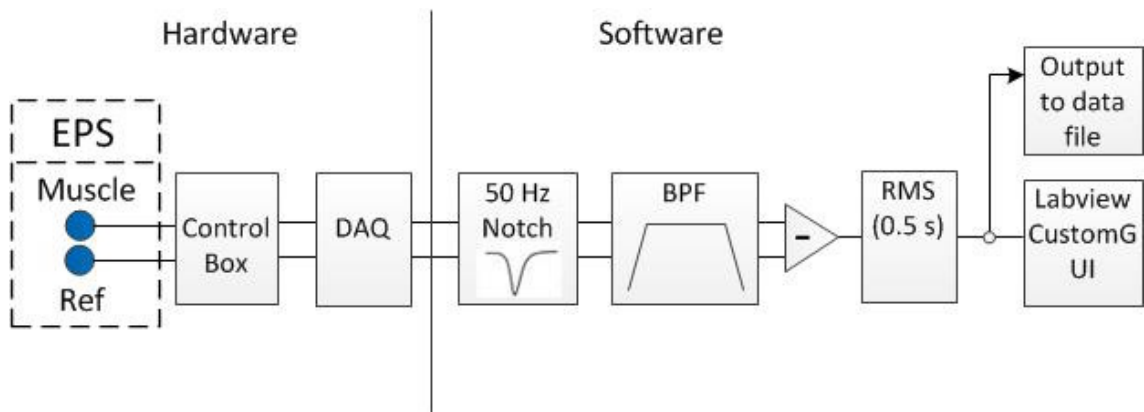 Hardware
Software
EPS
Muscle
Ref
Control
Box
DAQ
50 Hz
Notch
BPF
-
RMS
(0.5 s)
Output
to data
file
Labview
CustomG
UI